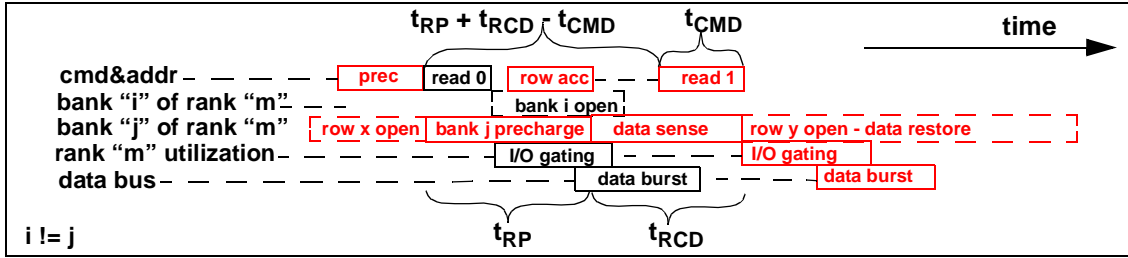 tRP + tRCD - tCMD tCMD
time
cmd&addr prec read 0 row acc read 1
bank “i” of rank “m” bank i open
bank “j” of rank “m” row x open bank j precharge data sense row y open - data restore
rank “m” utilization I/O gating I/O gating
data bus data burst data burst
tRP tRCD
i != j